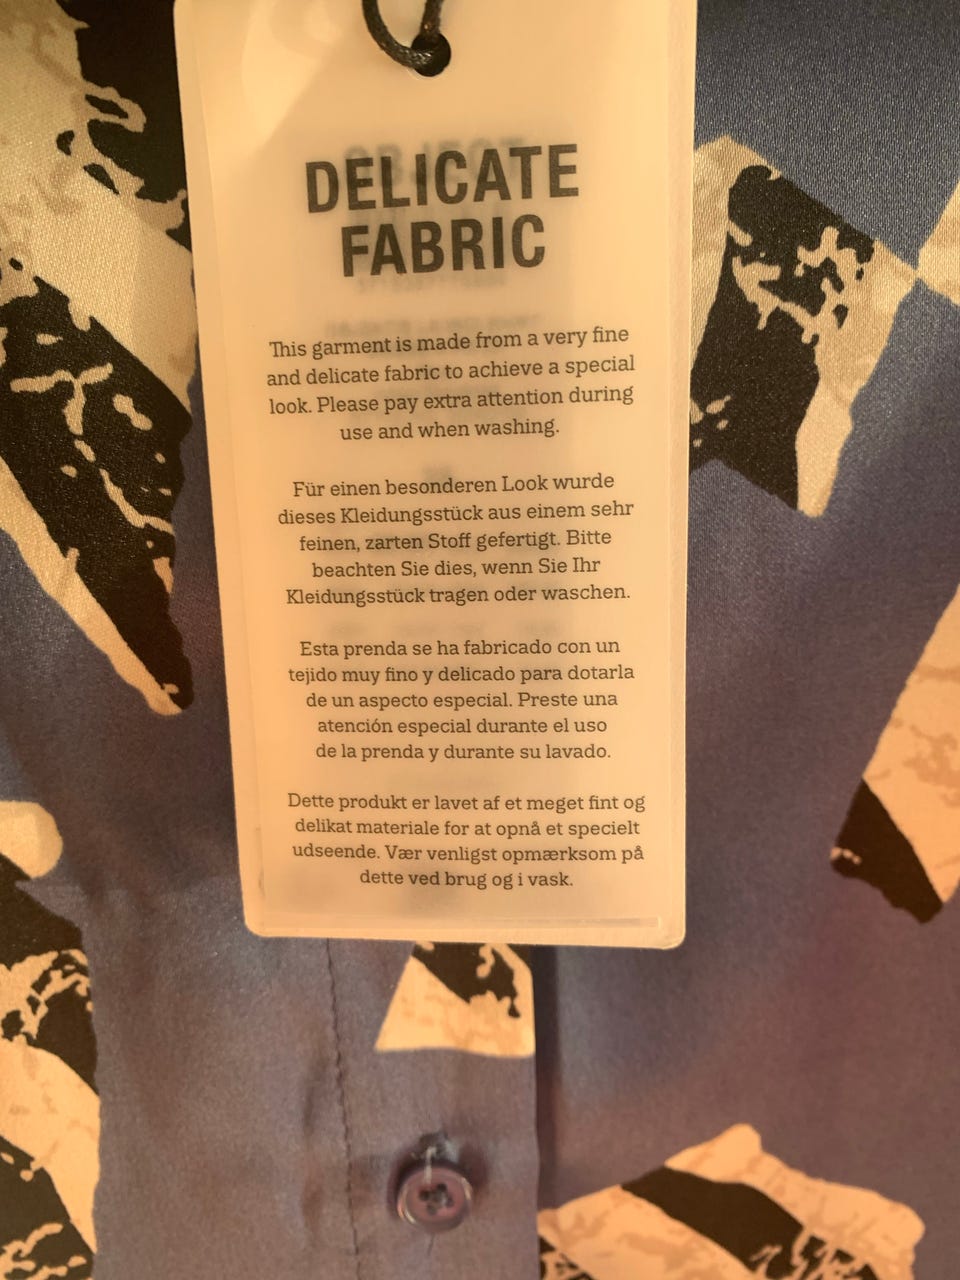 DELICATE
FABRIC
This garment is made from a very fine
and delicate fabric to achieve a special
look. Please pay extra attention during
use and when washing.
Für einen besonderen Look wurde
dieses Kleidungsstück aus einem sehr
feinen, zarten Stoff gefertigt. Bitte
beachten Sie dies, wenn Sie Ihr
Kleidungsstück tragen oder waschen.
Esta prenda se ha fabricado con un
tejido muy fino y delicado para dotarla
de un aspecto especial. Preste una
atención especial durante el uso
de la prenda y durante su lavado.
Dette produkt er lavet af et meget fint og
delikat materiale for at opnå et specielt
udseende. Vær venligst opmærksom på
dette ved brug og i vask.